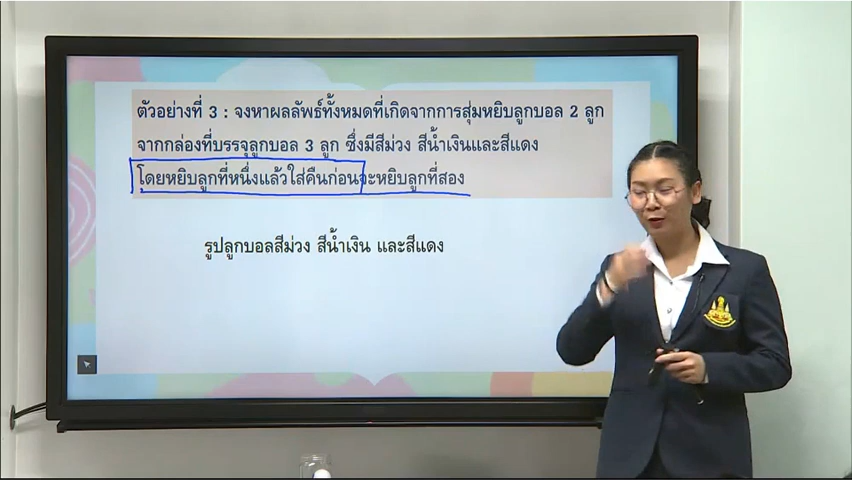 ตัวอย่างที่ 3 : จงหาผลลัพธ์ทั้งหมดที่เกิดจากการสุ่มหยิบลูกบอล 2 ลูก
จากกล่องที่บรรจุลูกบอล 3 ลูก ซึ่งมีสีม่วง สีน้ำเงินและสีแดง
โดยหยิบลูกที่หนึ่งแล้วใส่คืนก่อนจะหยิบลูกที่สอง
รูปลูกบอลสีม่วง สีน้ำเงิน และสีแดง